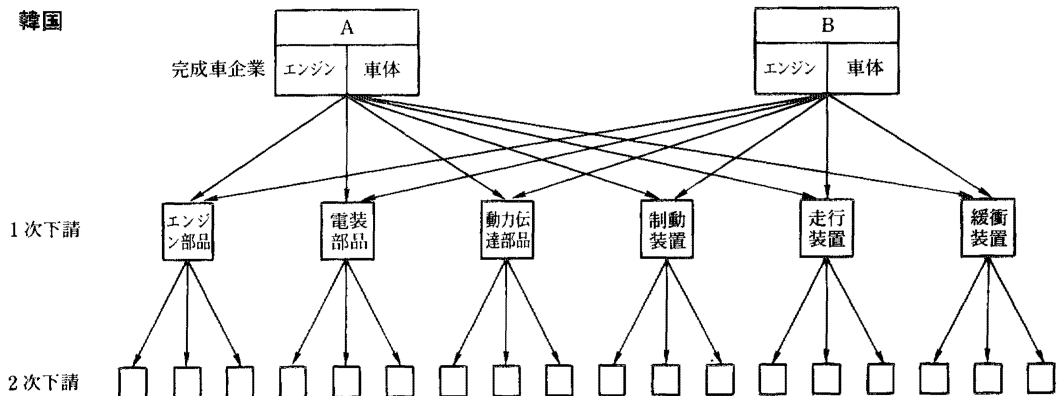 韓国
A
B
完成車企業
エンジン
車体
エンジン
車体
1次下請
エンジ
ン部品
電装
部品
動力伝
達部品
制動
装置
走行
装置
緩衝
装置
2次下請